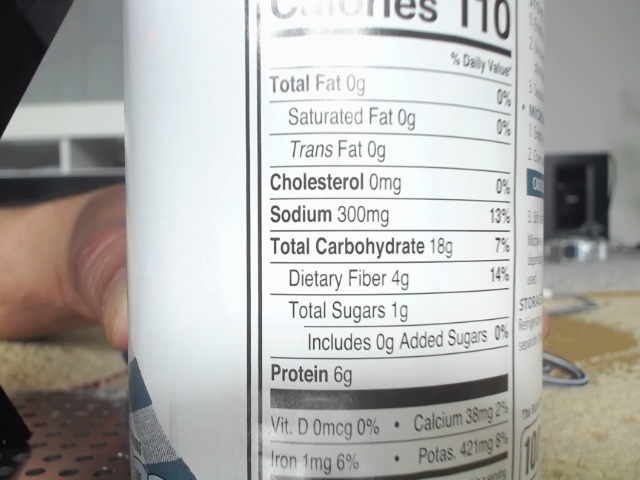 Calories 110
% Daily Value*
Total Fat 0g 0%
Saturated Fat 0g 0%
Trans Fat 0g
Cholesterol 0mg 0%
Sodium 300mg 13%
Total Carbohydrate 18g 7%
Dietary Fiber 4g 14%
Total Sugars 1g
Includes 0g Added Sugars 0%
Protein 6g
Vit. D 0mcg 0% • Calcium 38mg 2%
Iron 1mg 6% • Potas. 421mg 8%